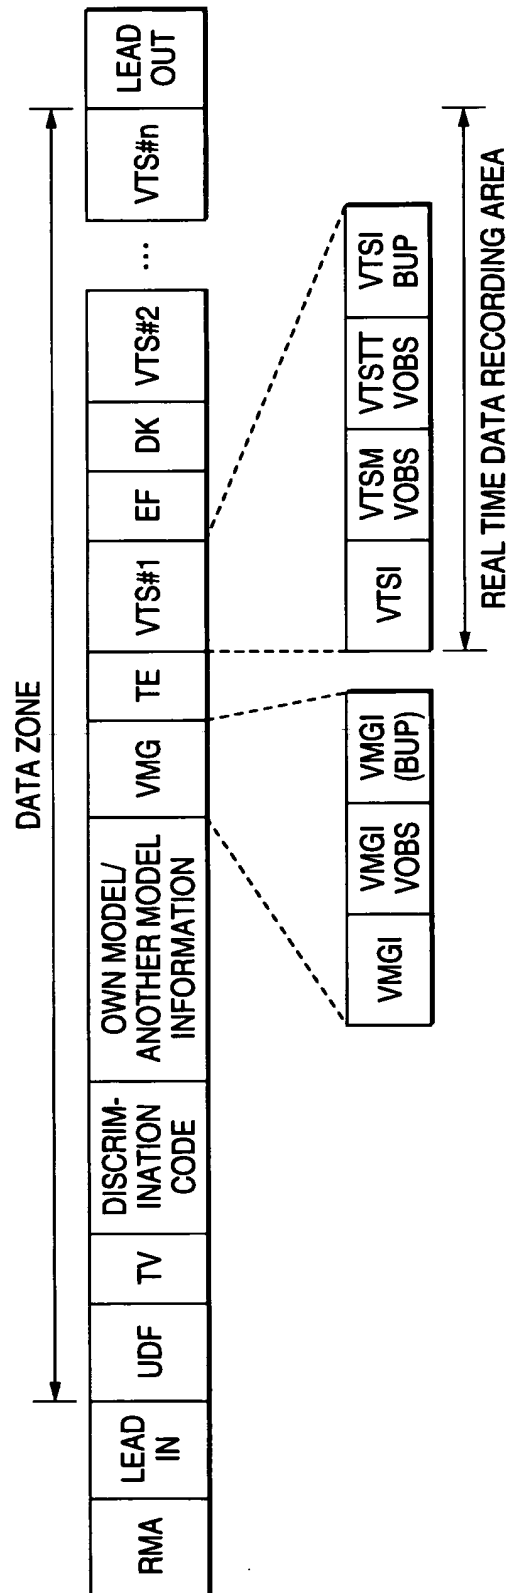 DATA ZONE
RMA
LEAD
IN
UDF
TV
DISCRIM-
INATION
CODE
OWN MODEL/
ANOTHER MODEL
INFORMATION
VMG
TE
VTS#1
EF
DK
VTS#2
...
VTS#n
LEAD
OUT
VMGI
VMGI
VOBS
VMGI
(BUP)
VTSI
VTSM
VOBS
VTSTT
VOBS
VTSI
BUP
REAL TIME DATA RECORDING AREA